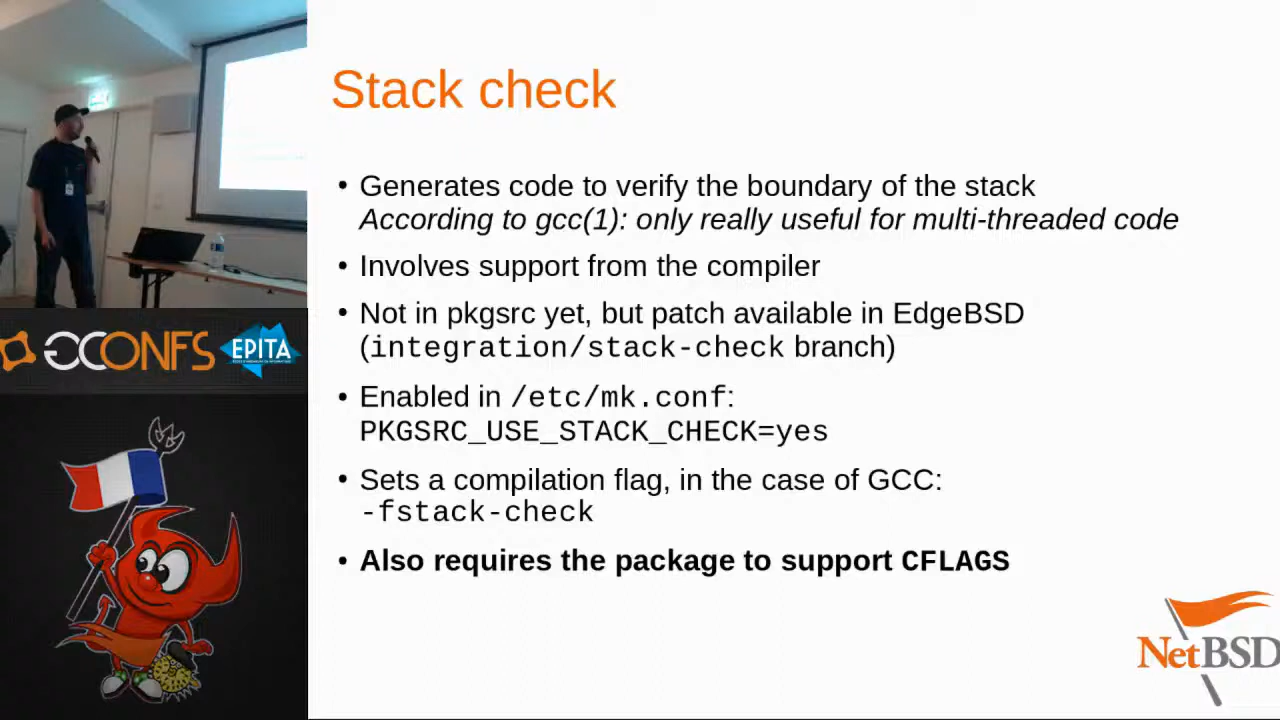 Stack check
• Generates code to verify the boundary of the stack
According to gcc(1): only really useful for multi-threaded code
• Involves support from the compiler
• Not in pkgsrc yet, but patch available in EdgeBSD
(integration/stack-check branch)
• Enabled in /etc/mk.conf:
PKGSRC_USE_STACK_CHECK=yes
• Sets a compilation flag, in the case of GCC:
-fstack-check
• Also requires the package to support CFLAGS
GCONFS
EPITA
NetBSD